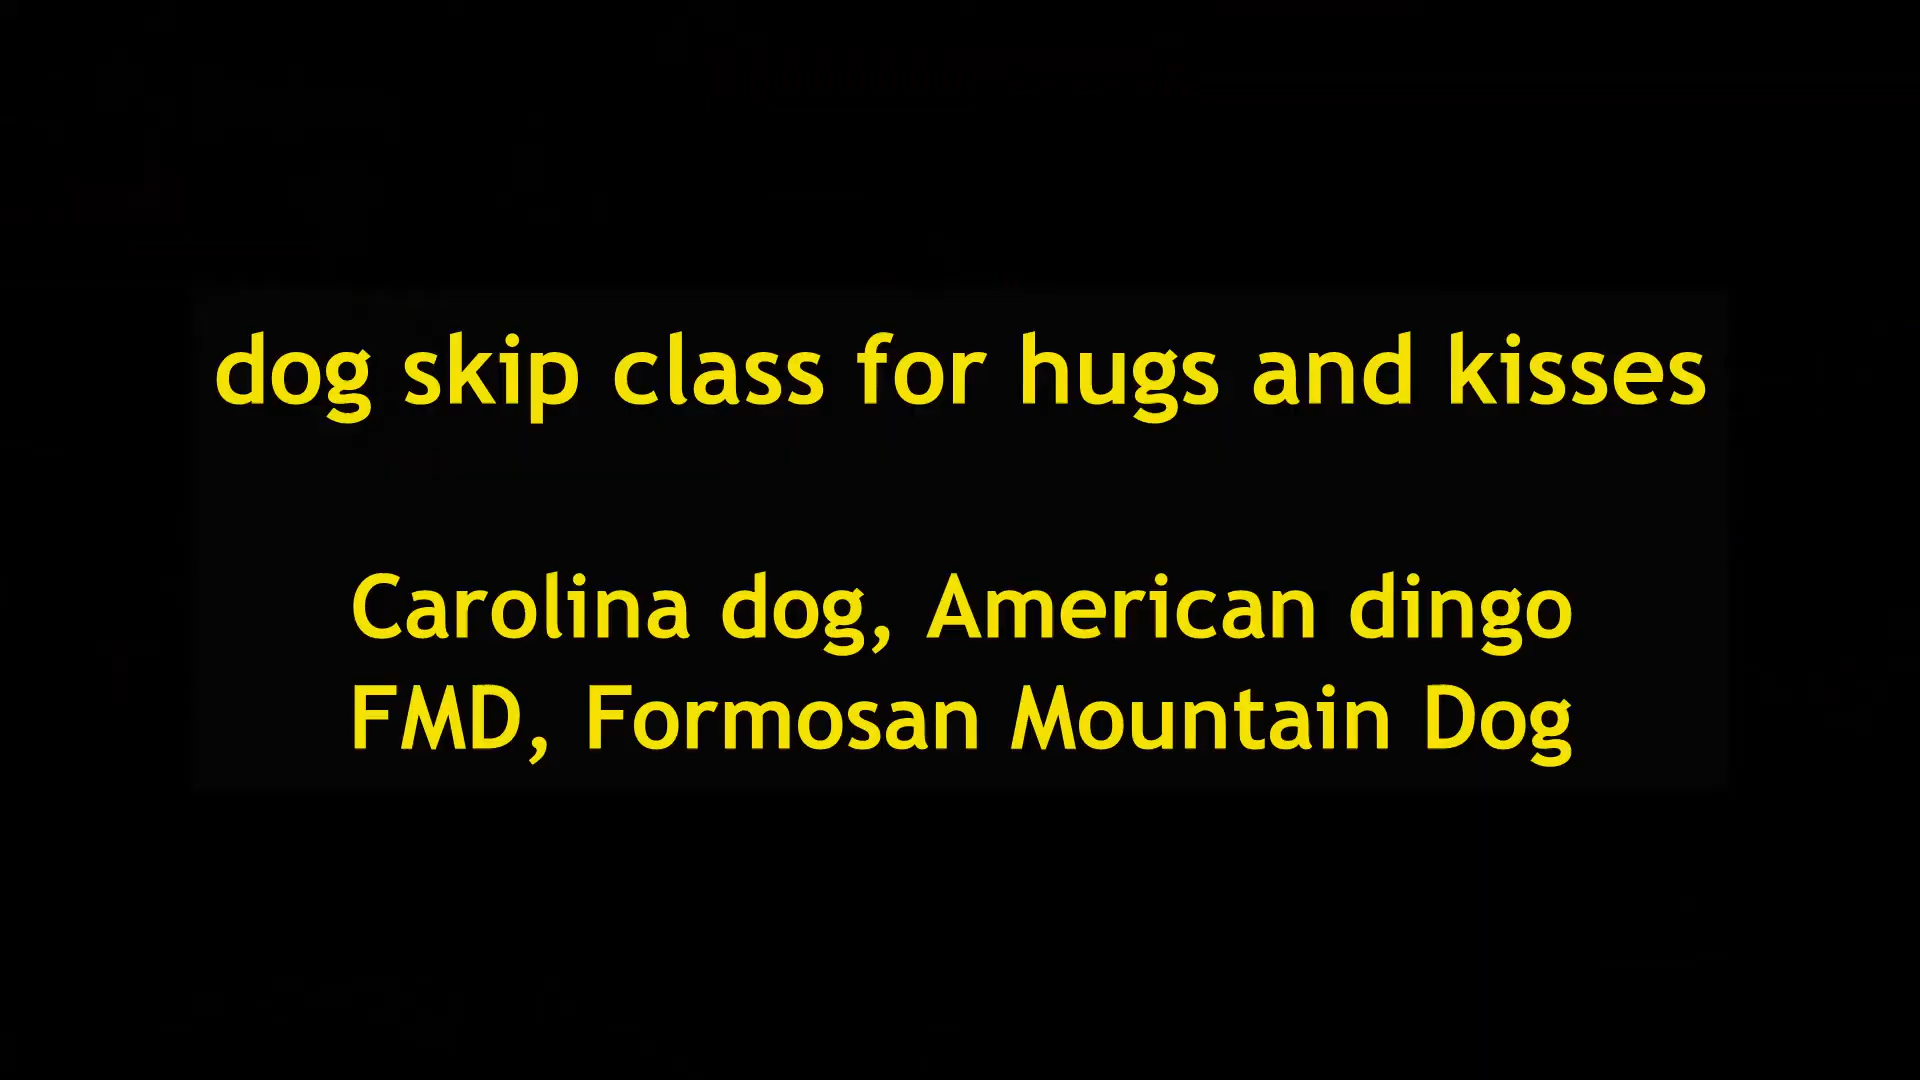 dog skip class for hugs and kisses
Carolina dog, American dingo
FMD, Formosan Mountain Dog